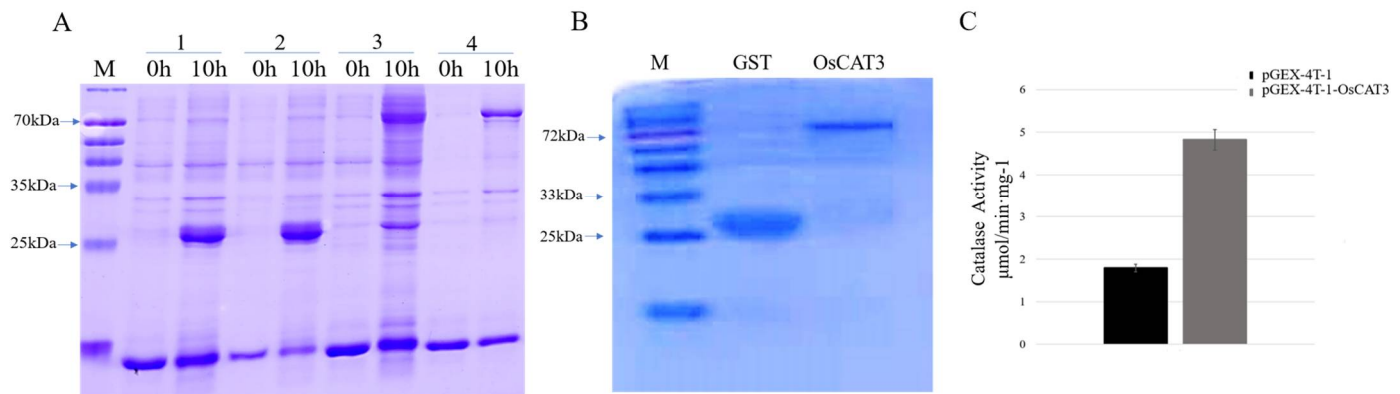 A
1 2 3 4
M 0h 10h 0h 10h 0h 10h 0h 10h
70kDa
35kDa
25kDa
B
M GST OsCAT3
72kDa
33kDa
25kDa
C
pGEX-4T-1
pGEX-4T-1-OsCAT3
Catalase Activity
μmol/min·mg-1
6
5
4
3
2
1
0